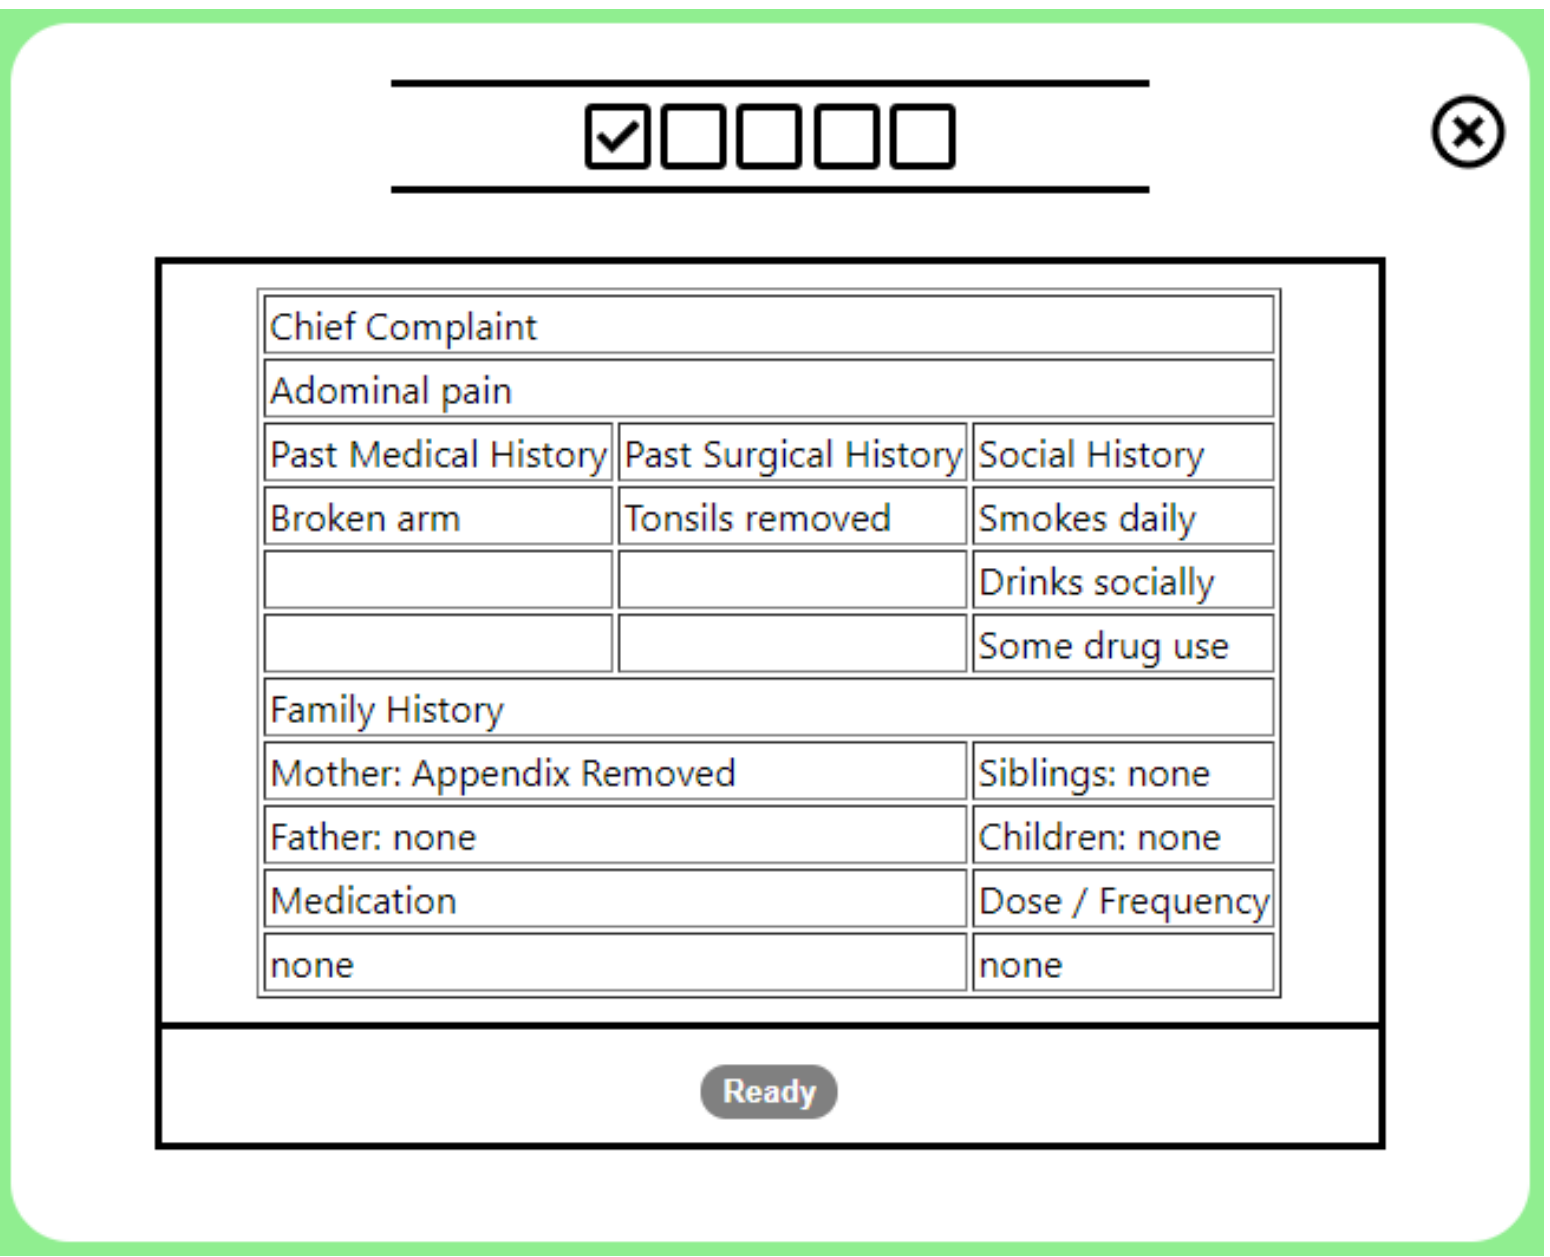 Chief Complaint
Adominal pain
Past Medical History Past Surgical History Social History
Broken arm Tonsils removed Smokes daily
Drinks socially
Some drug use
Family History
Mother: Appendix Removed Siblings: none
Father: none Children: none
Medication Dose / Frequency
none none
Ready